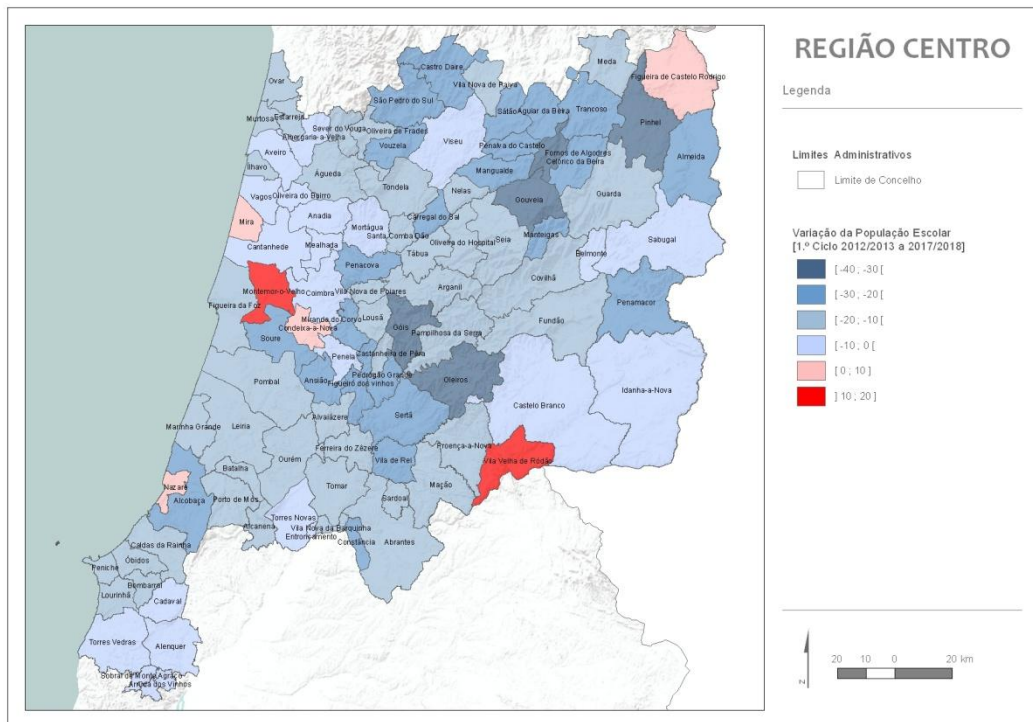 REGIÃO CENTRO
Legenda
Limites Administrativos
Limite de Concelho
Variação da População Escolar
[1.º Ciclo 2012/2013 a 2017/2018]
[ -40 ; -30 [
[ -30 ; -20 [
[ -20 ; -10 [
[ -10 ; 0 [
[ 0 ; 10 ]
] 10 ; 20 ]
N
20 10 0 20 km
Ovar
Castro Daire
Meda
Figueira de Castelo Rodrigo
Vila Nova de Paiva
São Pedro do Sul
Sátão
Aguiar da Beira
Trancoso
Murtosa
Estarreja
Sever do Vouga
Oliveira de Frades
Pinhel
Albergaria-a-Velha
Viseu
Vouzela
Penalva do Castelo
Fornos de Algodres
Aveiro
Almeida
Celorico da Beira
Ílhavo
Águeda
Mangualde
Tondela
Nelas
Guarda
Vagos
Oliveira do Bairro
Gouveia
Mira
Anadia
Mortágua
Carregal do Sal
Santa Comba Dão
Seia
Manteigas
Cantanhede
Mealhada
Oliveira do Hospital
Sabugal
Tábua
Belmonte
Penacova
Covilhã
Montemor-o-Velho
Coimbra
Vila Nova de Poiares
Arganil
Penamacor
Figueira da Foz
Miranda do Corvo
Lousã
Condeixa-a-Nova
Góis
Pampilhosa da Serra
Fundão
Soure
Penela
Castanheira de Pêra
Pombal
Ansião
Pedrógão Grande
Figueiró dos Vinhos
Oleiros
Idanha-a-Nova
Castelo Branco
Alvaiázere
Sertã
Marinha Grande
Leiria
Ferreira do Zêzere
Proença-a-Nova
Vila Velha de Ródão
Batalha
Ourém
Vila de Rei
Nazaré
Tomar
Mação
Alcobaça
Porto de Mós
Sardoal
Torres Novas
Alcanena
Vila Nova da Barquinha
Entroncamento
Constância
Abrantes
Caldas da Rainha
Óbidos
Peniche
Bombarral
Lourinhã
Cadaval
Torres Vedras
Alenquer
Sobral de Monte Agraço
Arruda dos Vinhos